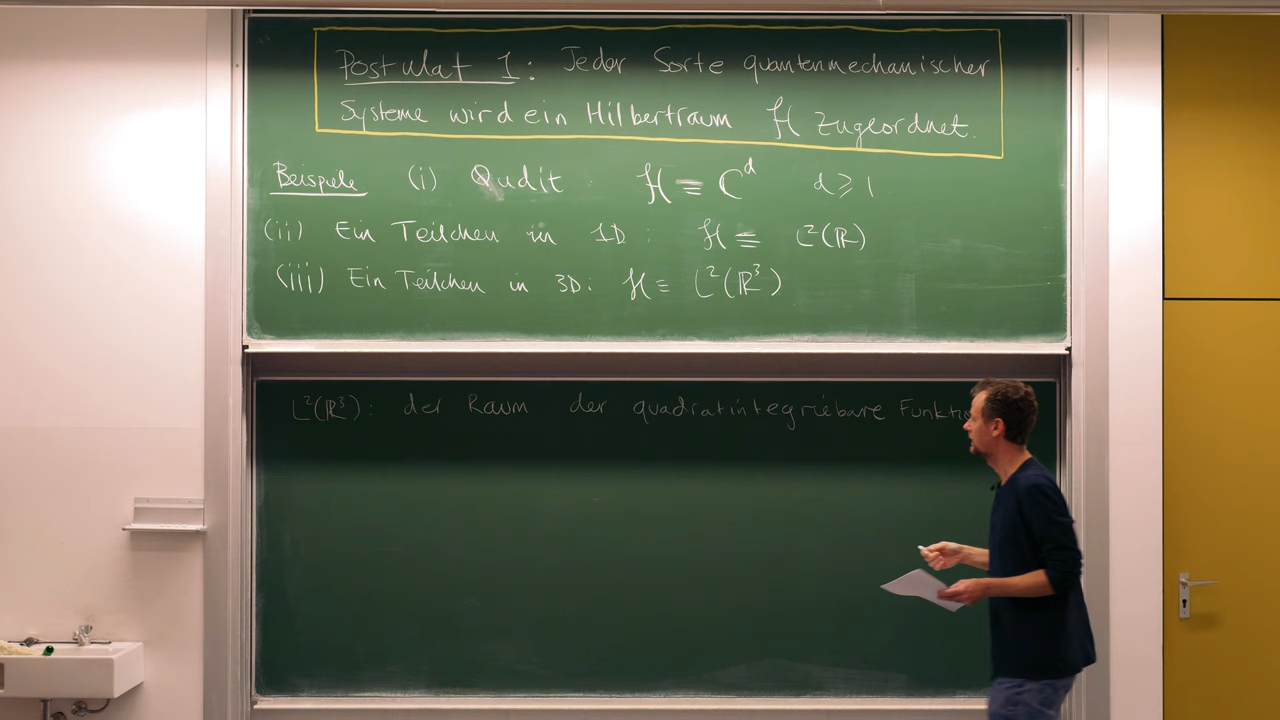 Postulat 1: Jeder Sorte quantenmechanischer
Systeme wird ein Hilbertraum ℋ zugeordnet.
Beispiele (i) Qudit : ℋ ≡ ℂ^d d ⩾ 1
(ii) Ein Teilchen in 1D : ℋ ≡ L²(ℝ)
(iii) Ein Teilchen in 3D: ℋ ≡ L²(ℝ³)
L²(ℝ³): der Raum der quadratintegriebare